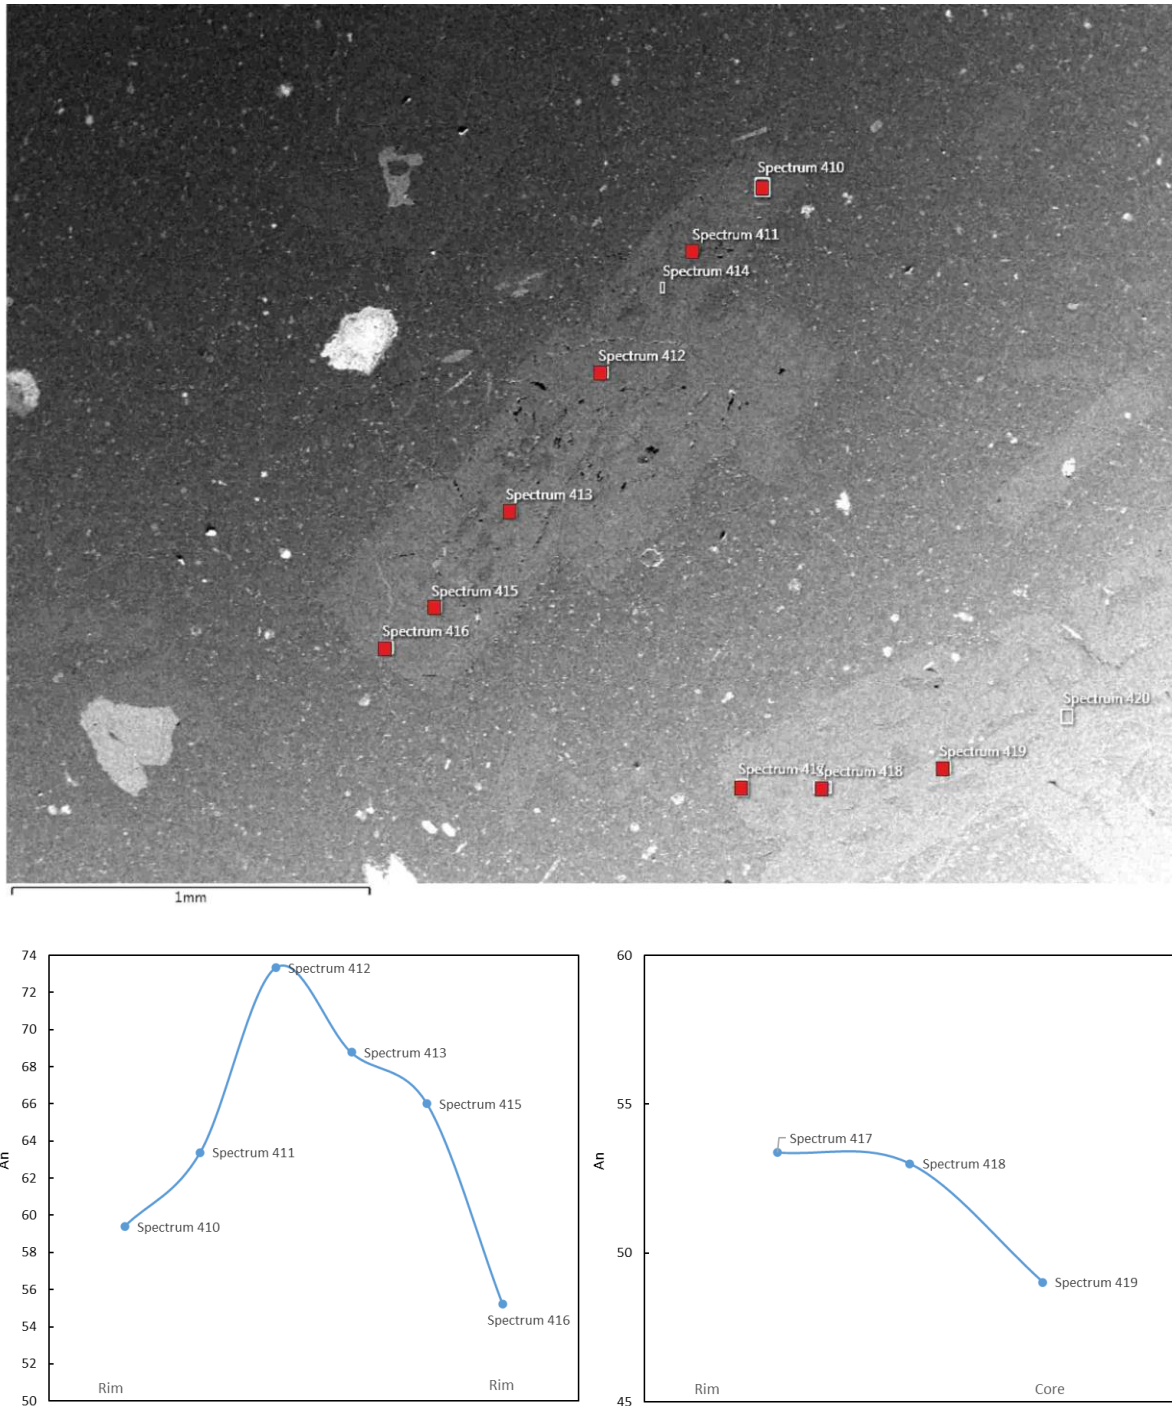 Spectrum 410
Spectrum 411
Spectrum 414
Spectrum 412
Spectrum 413
Spectrum 415
Spectrum 416
Spectrum 420
Spectrum 419
Spectrum 417
Spectrum 418
1mm
74
72
70
68
66
64
62
60
58
56
54
52
50
An
Spectrum 412
Spectrum 413
Spectrum 415
Spectrum 411
Spectrum 410
Spectrum 416
Rim
Rim
60
55
50
45
An
Spectrum 417
Spectrum 418
Spectrum 419
Rim
Core